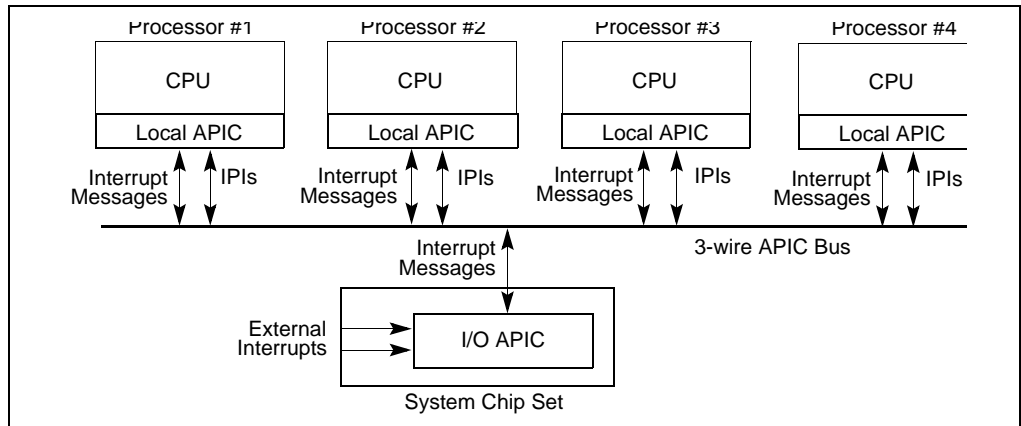 Processor #1 Processor #2 Processor #3 Processor #4
CPU CPU CPU CPU
Local APIC Local APIC Local APIC Local APIC
Interrupt Messages IPIs Interrupt Messages IPIs Interrupt Messages IPIs Interrupt Messages IPIs
Interrupt Messages
3-wire APIC Bus
External Interrupts
I/O APIC
System Chip Set